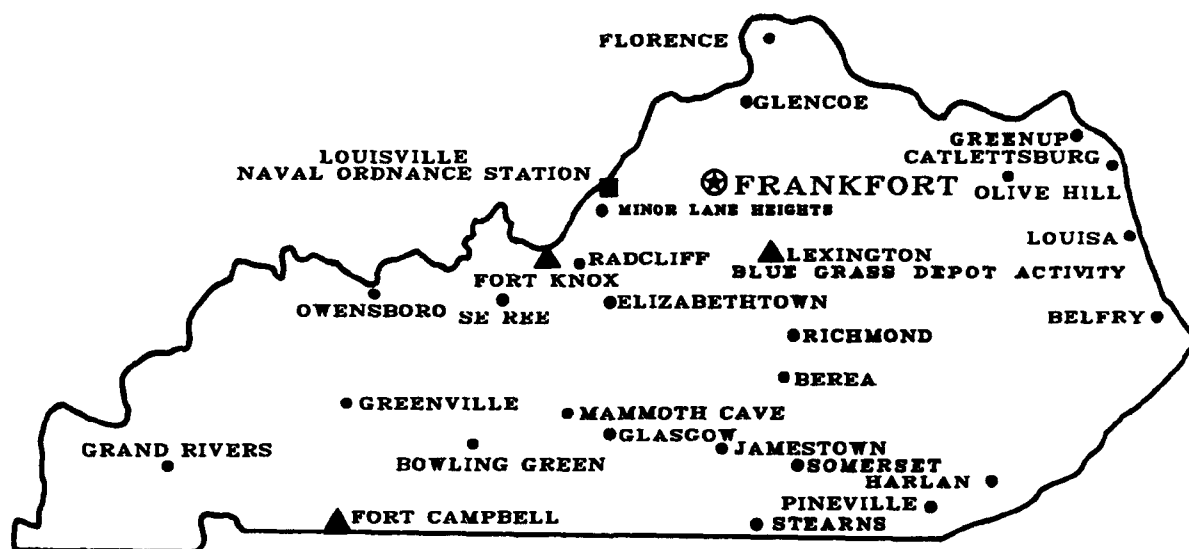 FLORENCE
GLENCOE
GREENUP
LOUISVILLE
CATLETTSBURG
NAVAL ORDNANCE STATION
FRANKFORT
OLIVE HILL
MINOR LANE HEIGHTS
LOUISA
RADCLIFF
LEXINGTON
FORT KNOX
BLUE GRASS DEPOT ACTIVITY
OWENSBORO
SE REE
ELIZABETHTOWN
BELFRY
RICHMOND
BEREA
GREENVILLE
MAMMOTH CAVE
GLASGOW
GRAND RIVERS
BOWLING GREEN
JAMESTOWN
SOMERSET
HARLAN
PINEVILLE
FORT CAMPBELL
STEARNS